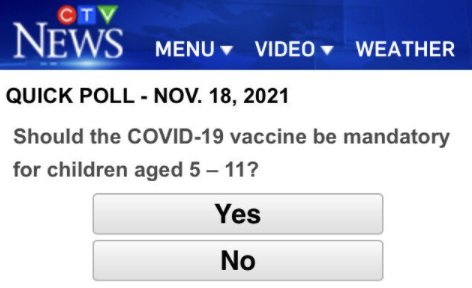 CTV
NEWS MENU ▼ VIDEO ▼ WEATHER
QUICK POLL - NOV. 18, 2021
Should the COVID-19 vaccine be mandatory
for children aged 5 – 11?
Yes
No